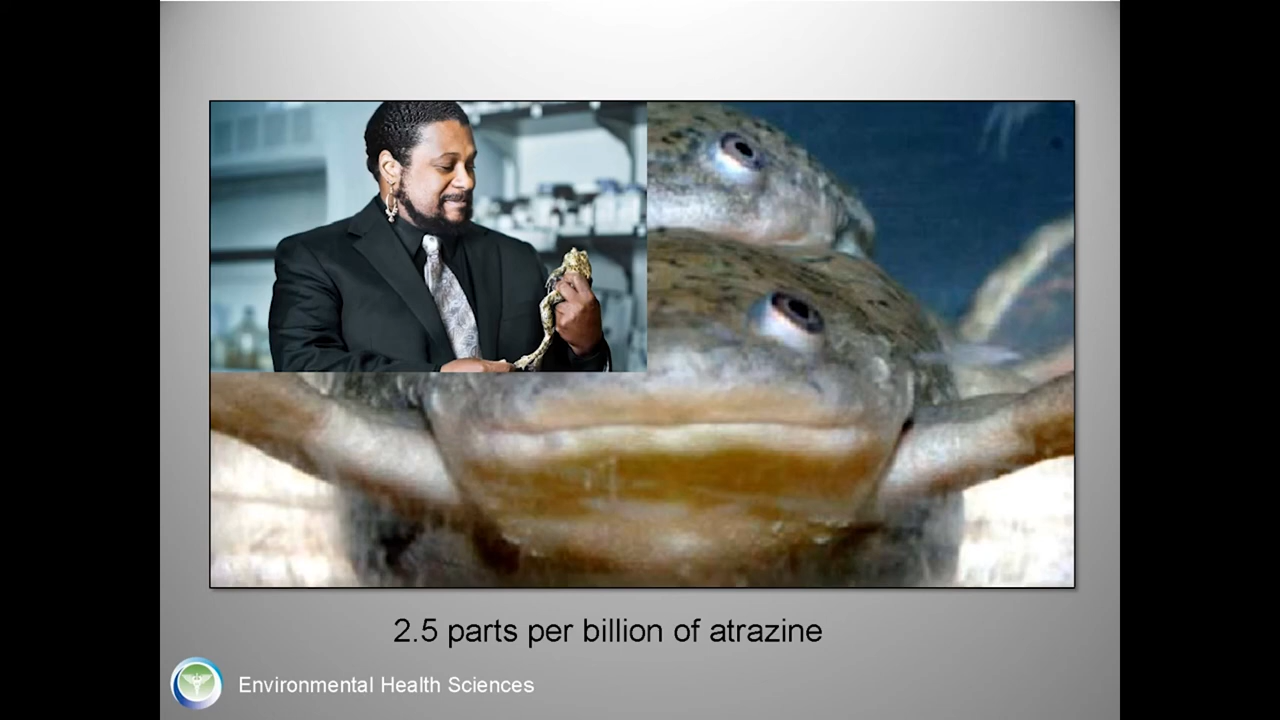 2.5 parts per billion of atrazine
Environmental Health Sciences